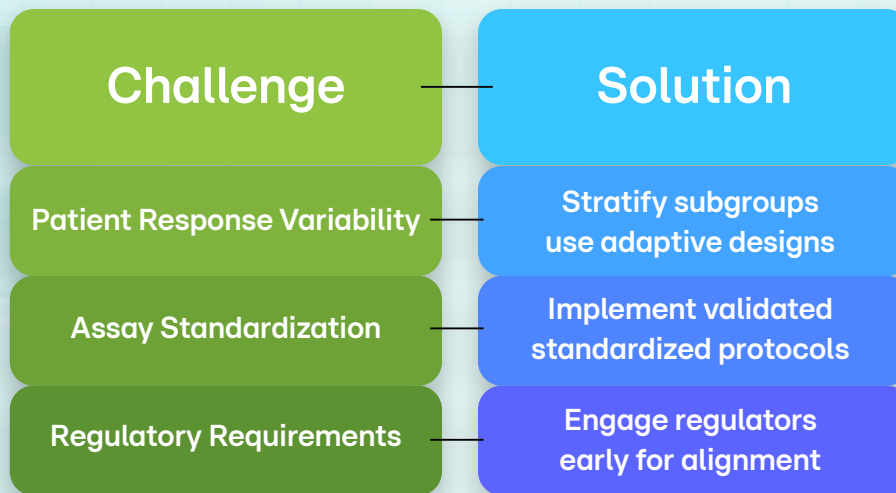 Challenge
Solution
Patient Response Variability
Stratify subgroups
use adaptive designs
Assay Standardization
Implement validated
standardized protocols
Regulatory Requirements
Engage regulators
early for alignment